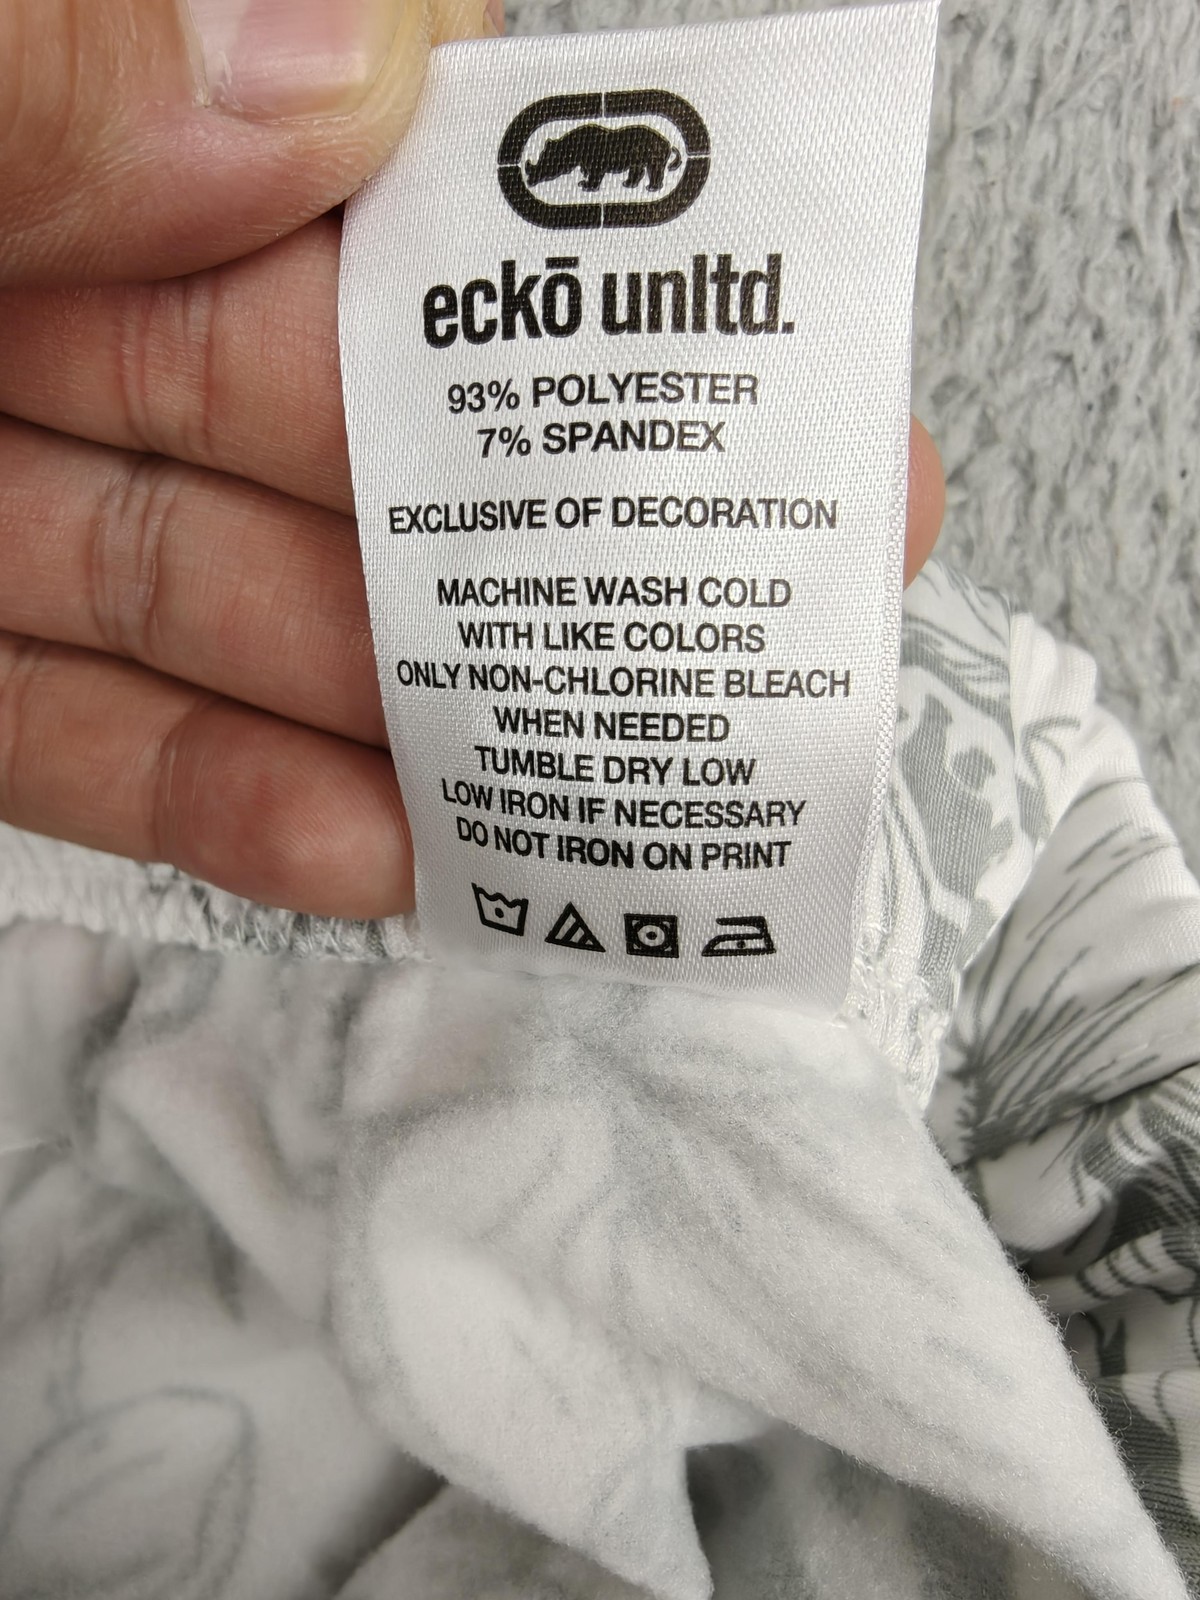 eckō unltd.
93% POLYESTER
7% SPANDEX
EXCLUSIVE OF DECORATION
MACHINE WASH COLD
WITH LIKE COLORS
ONLY NON-CHLORINE BLEACH
WHEN NEEDED
TUMBLE DRY LOW
LOW IRON IF NECESSARY
DO NOT IRON ON PRINT